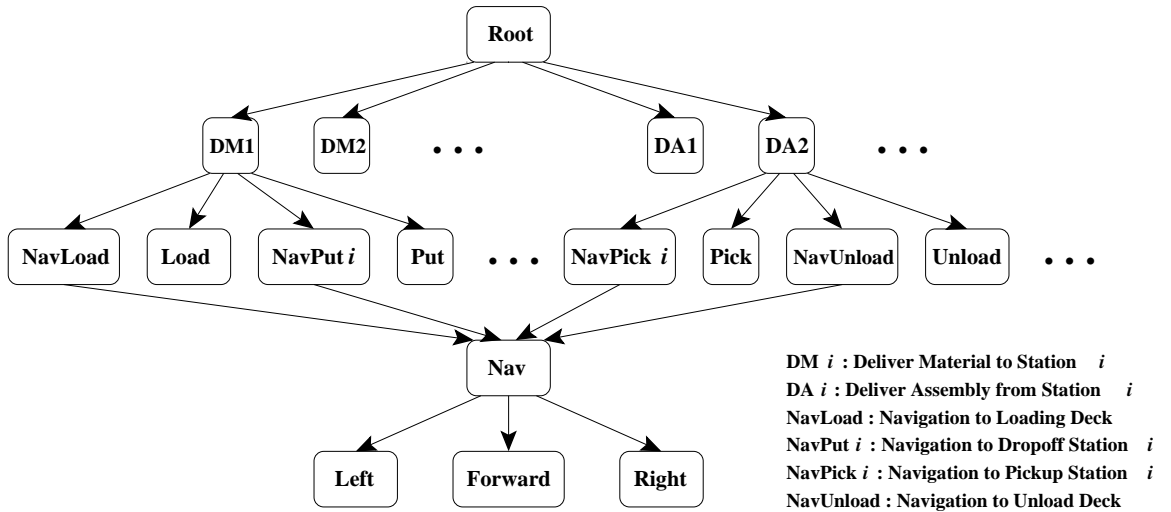 Root
DM1 DM2 • • • DA1 DA2 • • •
NavLoad Load NavPut i Put • • • NavPick i Pick NavUnload Unload • • •
Nav
Left Forward Right
DM i : Deliver Material to Station i
DA i : Deliver Assembly from Station i
NavLoad : Navigation to Loading Deck
NavPut i : Navigation to Dropoff Station i
NavPick i : Navigation to Pickup Station i
NavUnload : Navigation to Unload Deck